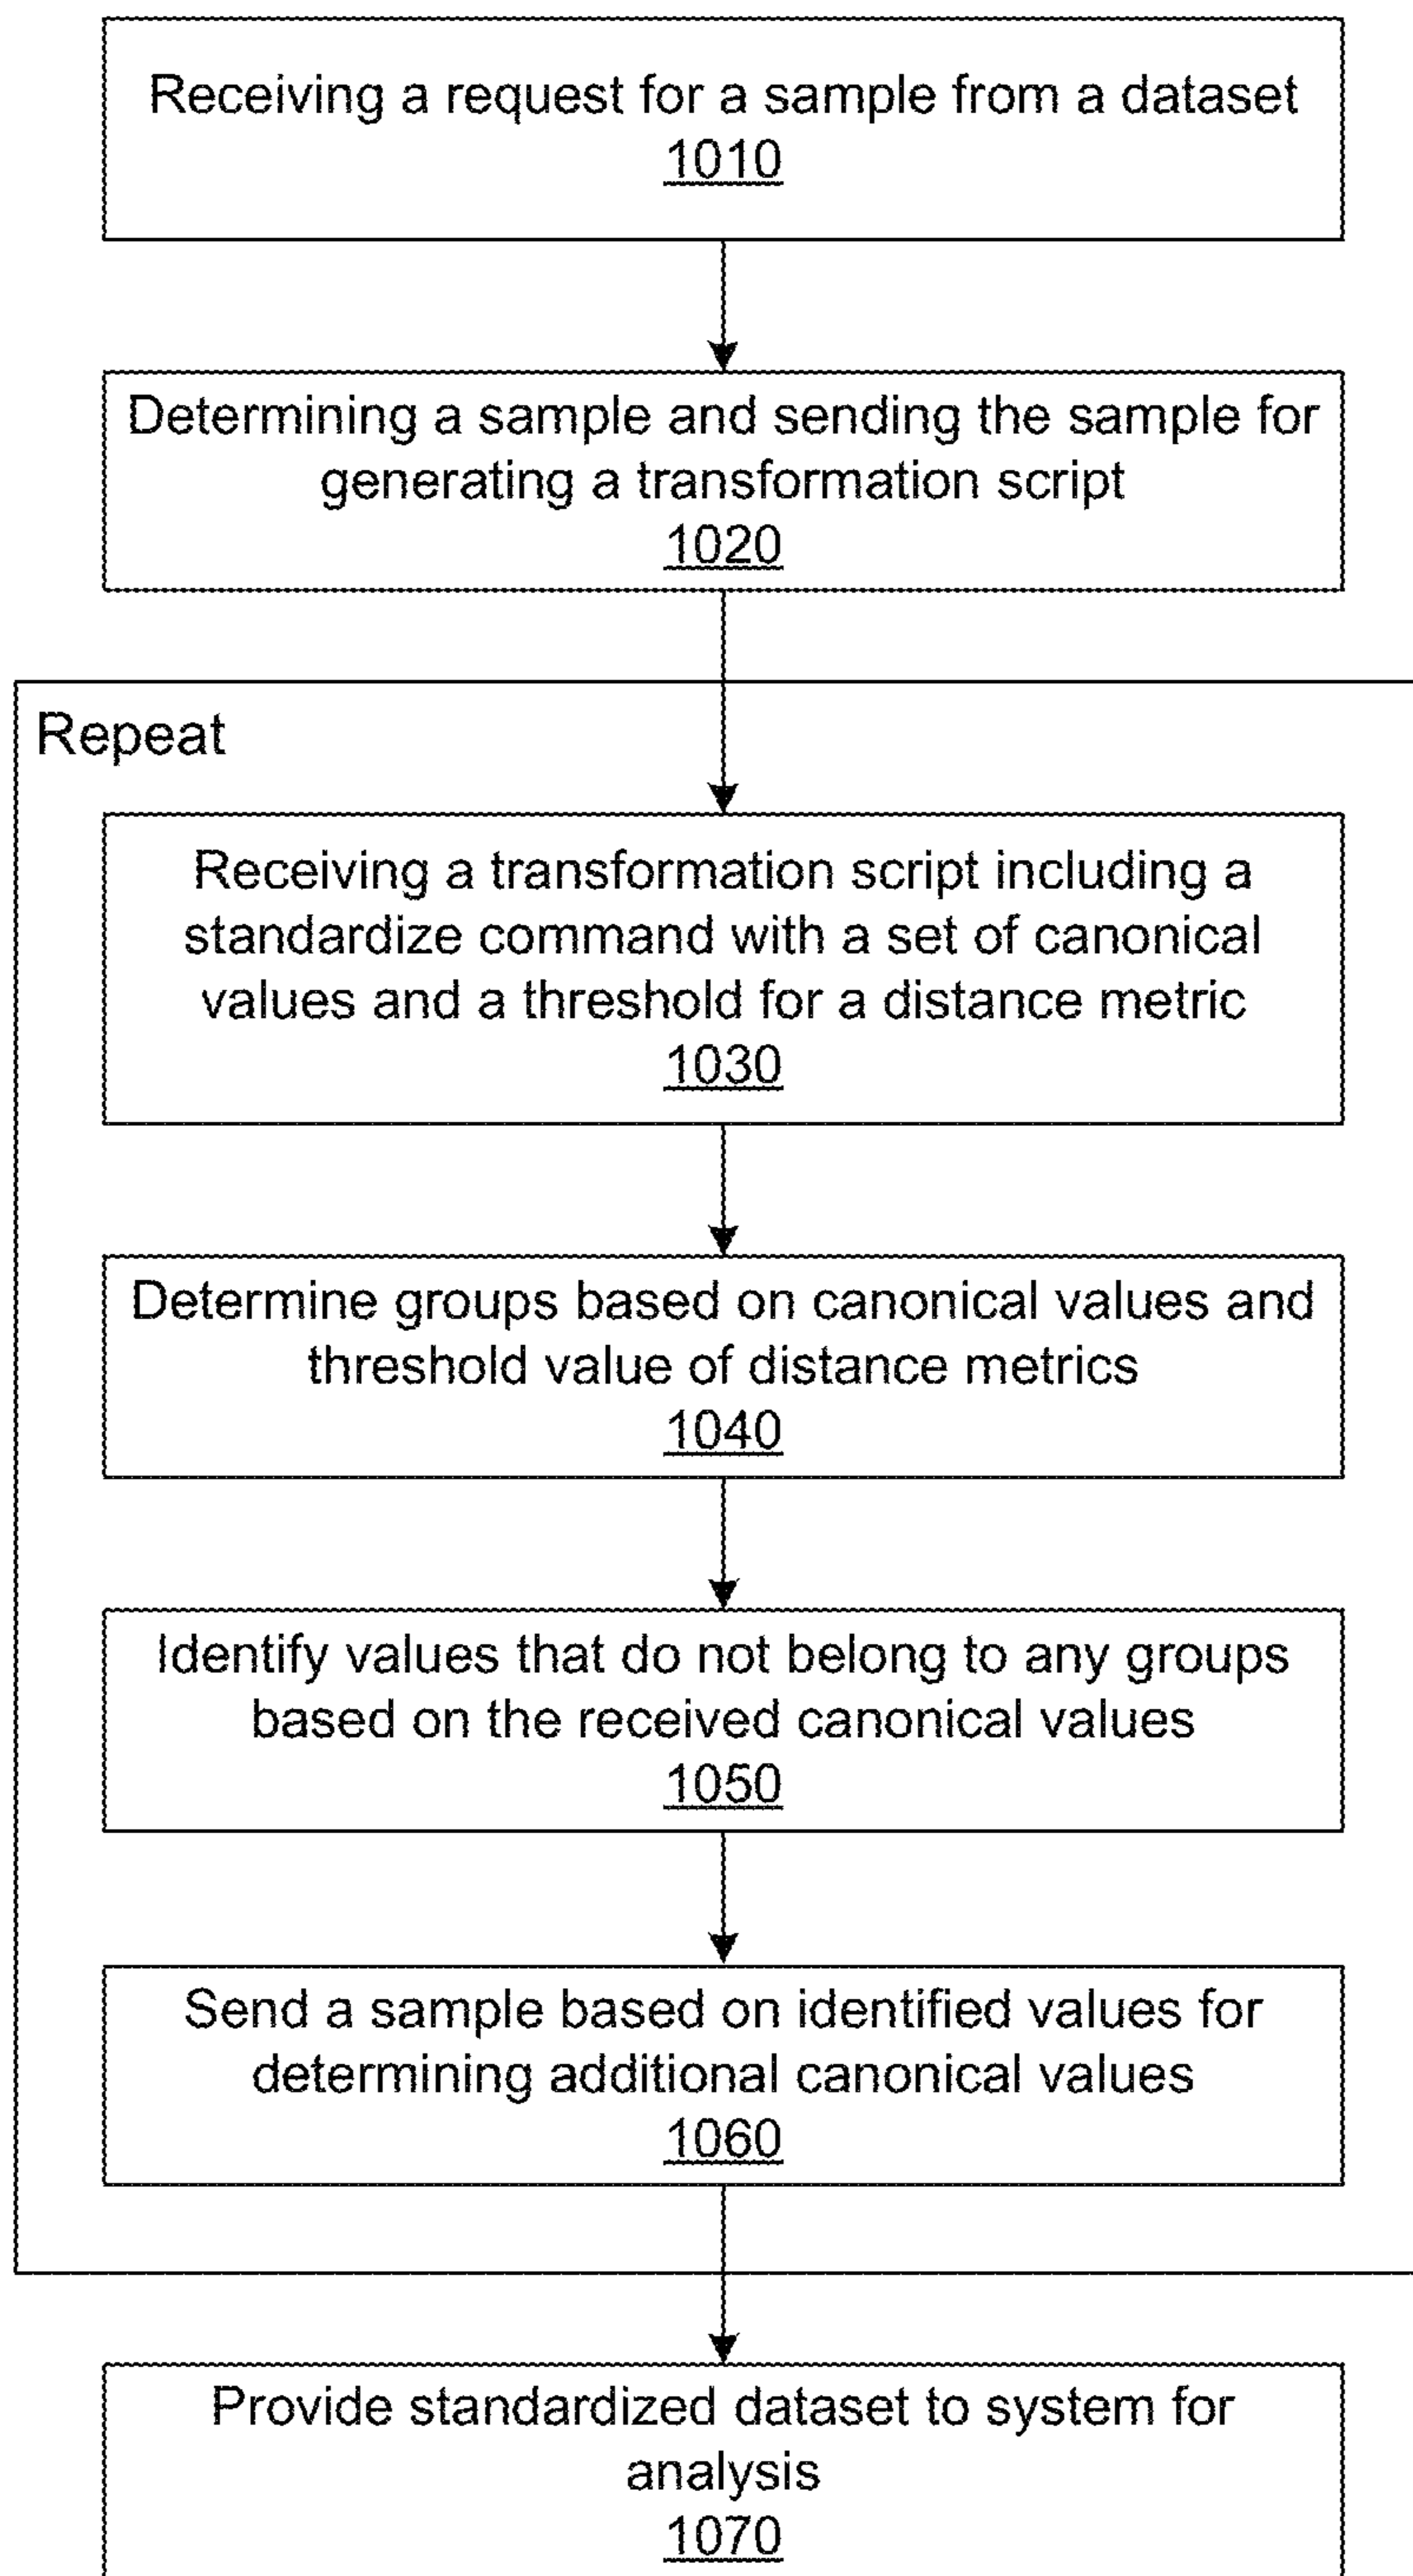 Receiving a request for a sample from a dataset
1010
Determining a sample and sending the sample for
generating a transformation script
1020
Repeat
Receiving a transformation script including a
standardize command with a set of canonical
values and a threshold for a distance metric
1030
Determine groups based on canonical values and
threshold value of distance metrics
1040
Identify values that do not belong to any groups
based on the received canonical values
1050
Send a sample based on identified values for
determining additional canonical values
1060
Provide standardized dataset to system for
analysis
1070